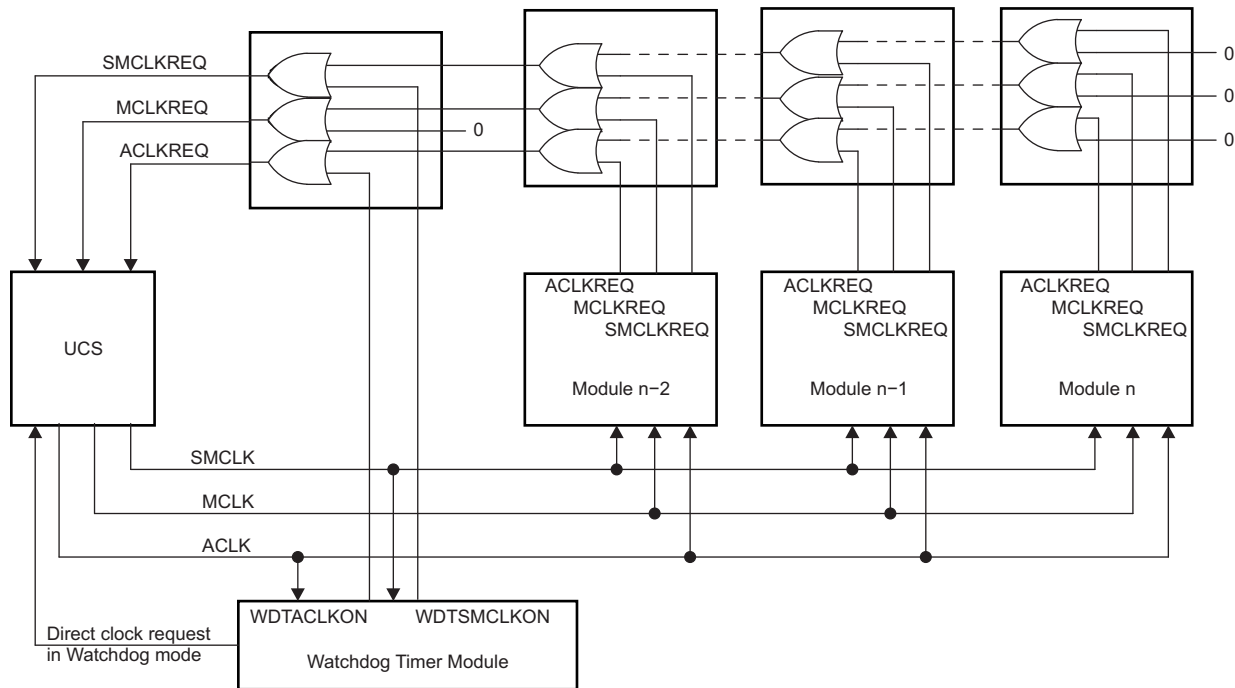 SMCLKREQ
0
MCLKREQ
0
0
ACLKREQ
0
UCS
ACLKREQ
MCLKREQ
SMCLKREQ
Module n−2
ACLKREQ
MCLKREQ
SMCLKREQ
Module n−1
ACLKREQ
MCLKREQ
SMCLKREQ
Module n
SMCLK
MCLK
ACLK
WDTACLKON
WDTSMCLKON
Direct clock request
in Watchdog mode
Watchdog Timer Module